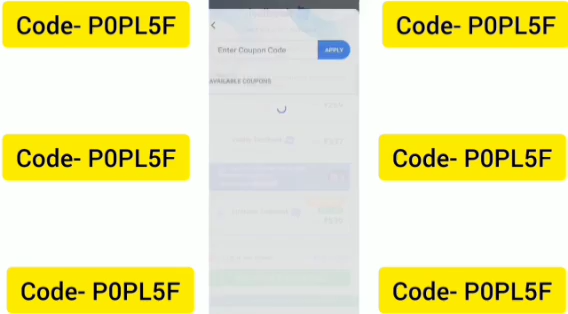 Code- P0PL5F
Code- P0PL5F
Enter Coupon Code
APPLY
AVAILABLE COUPONS
Code- P0PL5F
Code- P0PL5F
Code- P0PL5F
Code- P0PL5F